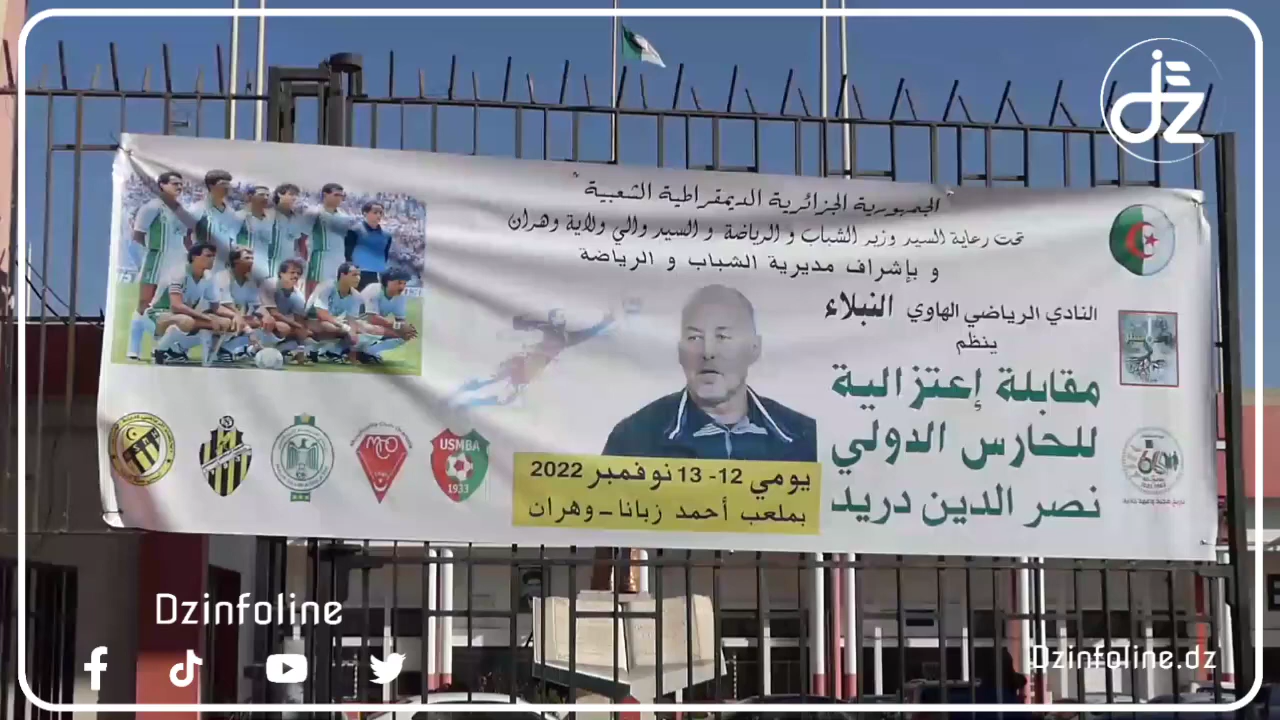 "الجمهورية الجزائرية الديمقراطية الشعبية"
تحت رعاية السيد وزير الشباب و الرياضة و السيد والي ولاية وهران
و بإشراف مديرية الشباب و الرياضة
النادي الرياضي الهاوي النبلاء
ينظم
مقابلة إعتزالية
للحارس الدولي
نصر الدين دريد
يومي 12- 13 نوفمبر 2022
بملعب أحمد زبانا - وهران
MCO
USMBA
1933
60
Dzinfoline
Dzinfoline.dz
dz